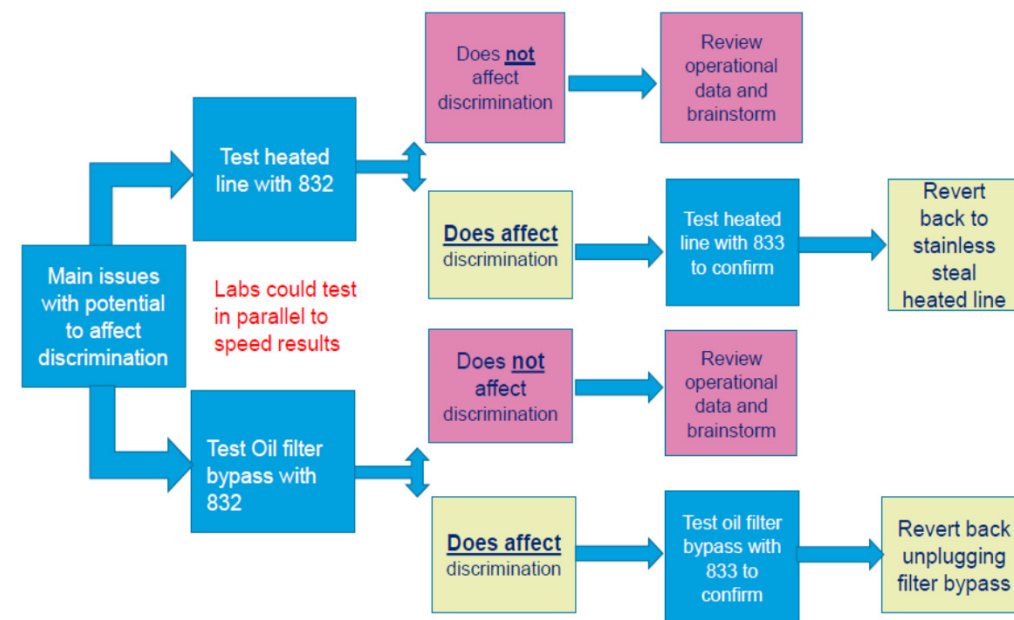 Main issues
with potential
to affect
discrimination
Test heated
line with 832
Labs could test
in parallel to
speed results
Test Oil filter
bypass with
832
Does not
affect
discrimination
Review
operational
data and
brainstorm
Does affect
discrimination
Test heated
line with 833
to confirm
Revert
back to
stainless
steal
heated line
Does not
affect
discrimination
Review
operational
data and
brainstorm
Does affect
discrimination
Test oil filter
bypass with
833 to
confirm
Revert back
unplugging
filter bypass